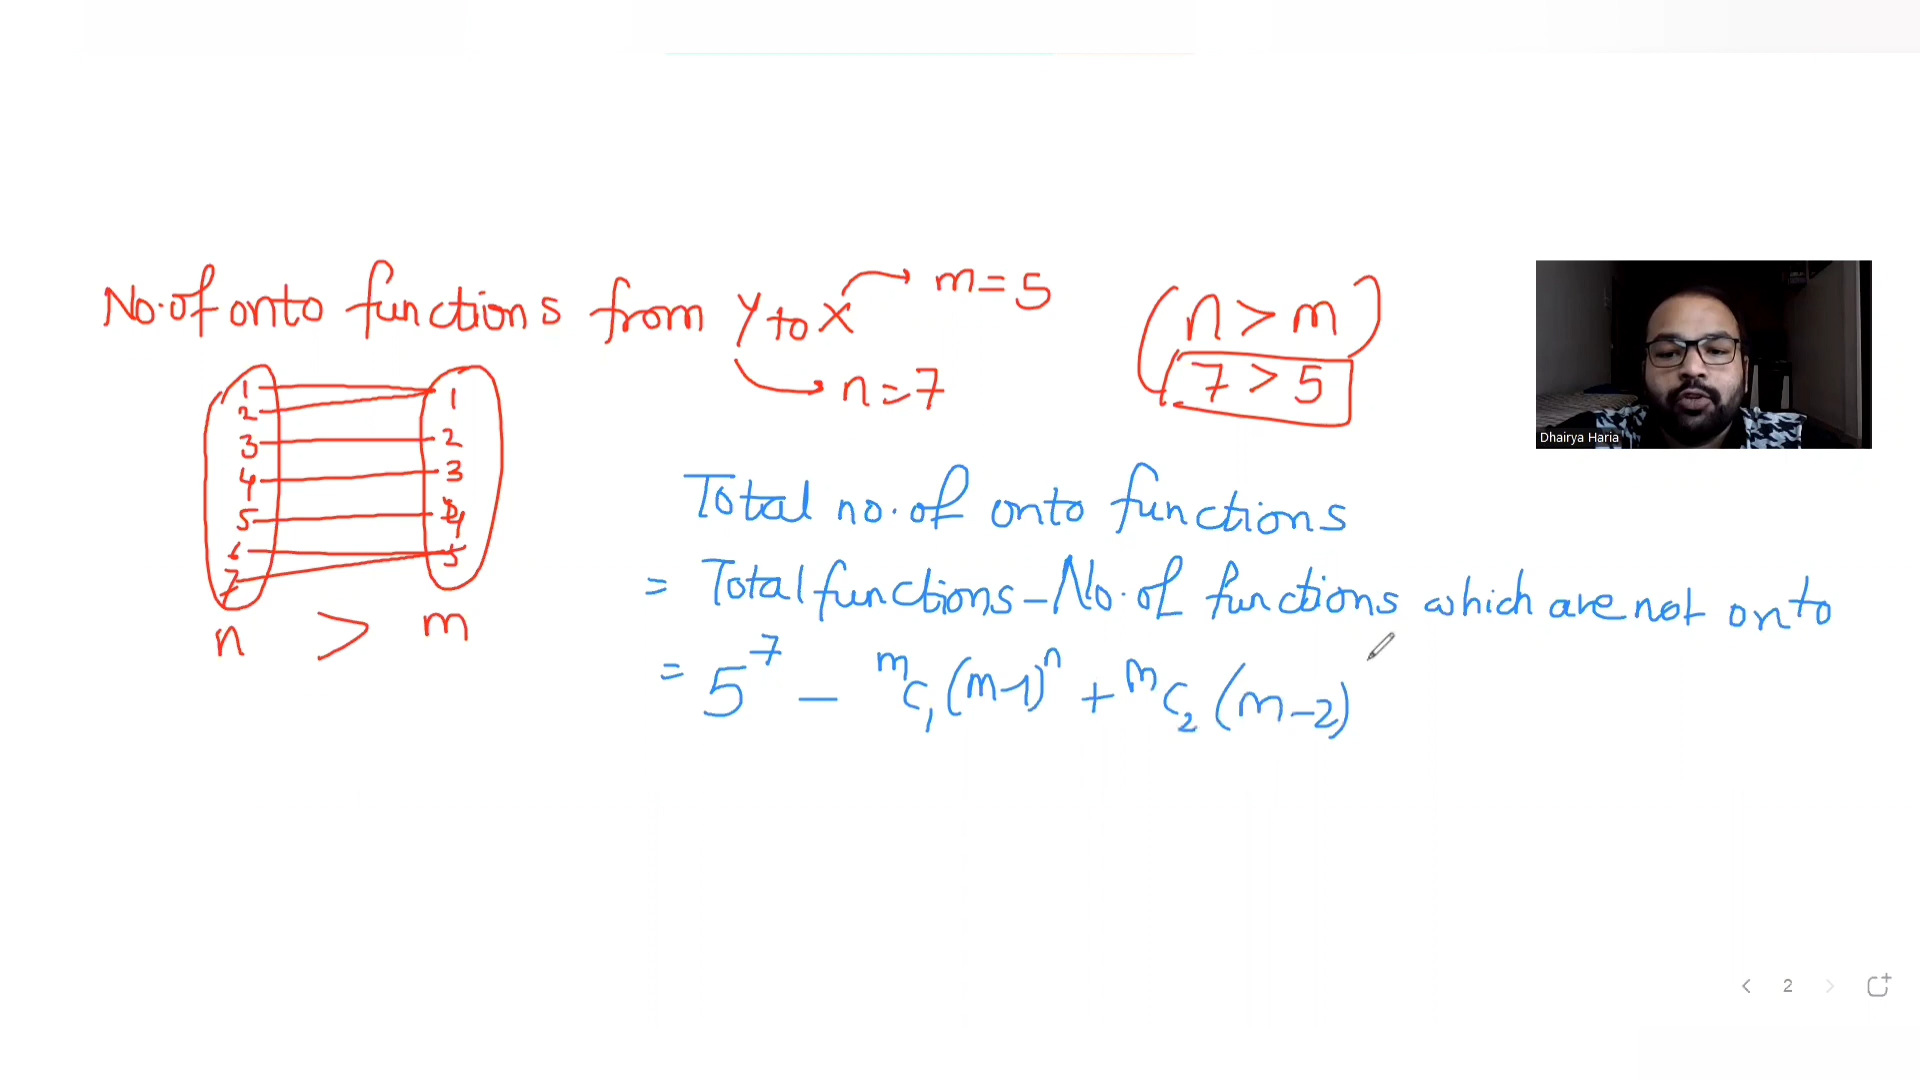 No. of onto functions from Y to X → m = 5
→ n = 7
(n > m)
7 > 5
1 1
2
3 2
4 3
5 4
6 5
7
n > m
Total no. of onto functions
= Total functions – No. of functions which are not onto
= 5⁷ – ᵐC₁ (m-1)ⁿ + ᵐC₂ (m-2)
Dhairya Haria
2